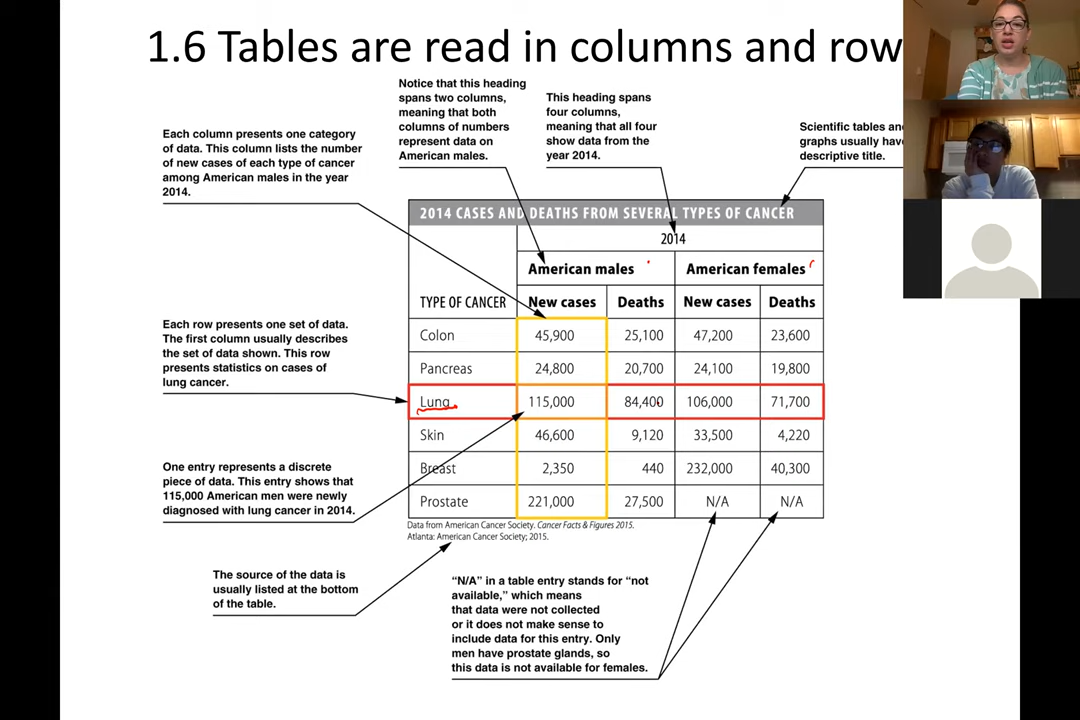 1.6 Tables are read in columns and row
Notice that this heading
spans two columns,
meaning that both
columns of numbers
represent data on
American males.
This heading spans
four columns,
meaning that all four
show data from the
year 2014.
Scientific tables and
graphs usually have
descriptive title.
Each column presents one category
of data. This column lists the number
of new cases of each type of cancer
among American males in the year
2014.
Each row presents one set of data.
The first column usually describes
the set of data shown. This row
presents statistics on cases of
lung cancer.
One entry represents a discrete
piece of data. This entry shows that
115,000 American men were newly
diagnosed with lung cancer in 2014.
2014 CASES AND DEATHS FROM SEVERAL TYPES OF CANCER
2014
American males American females
TYPE OF CANCER New cases Deaths New cases Deaths
Colon 45,900 25,100 47,200 23,600
Pancreas 24,800 20,700 24,100 19,800
Lung 115,000 84,400 106,000 71,700
Skin 46,600 9,120 33,500 4,220
Breast 2,350 440 232,000 40,300
Prostate 221,000 27,500 N/A N/A
Data from American Cancer Society. Cancer Facts & Figures 2015.
Atlanta: American Cancer Society; 2015.
The source of the data is
usually listed at the bottom
of the table.
“N/A” in a table entry stands for “not
available,” which means
that data were not collected
or it does not make sense to
include data for this entry. Only
men have prostate glands, so
this data is not available for females.